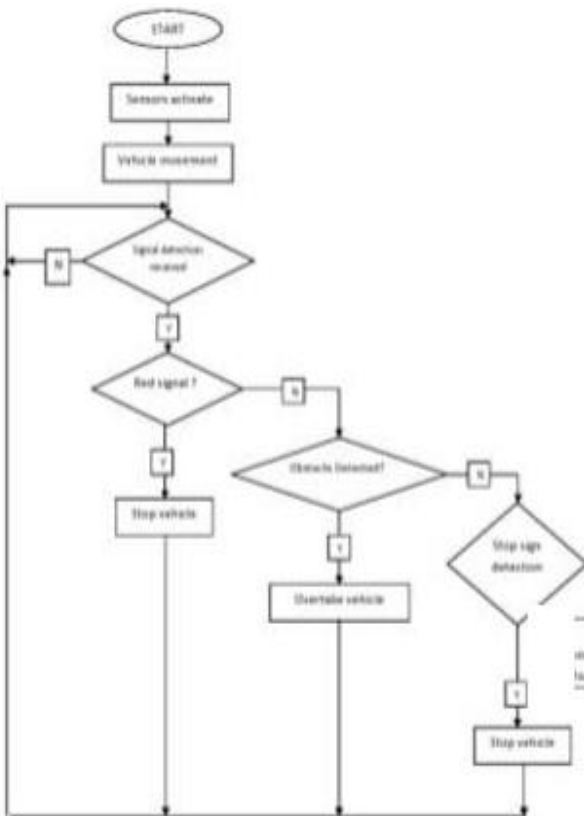 START
Sensors activate
Vehicle movement
Signal detection
received
N
Y
Red signal ?
N
Y
Obstacle Detected?
N
Stop vehicle
Stop sign
detection
Y
Overtake vehicle
Y
Stop vehicle